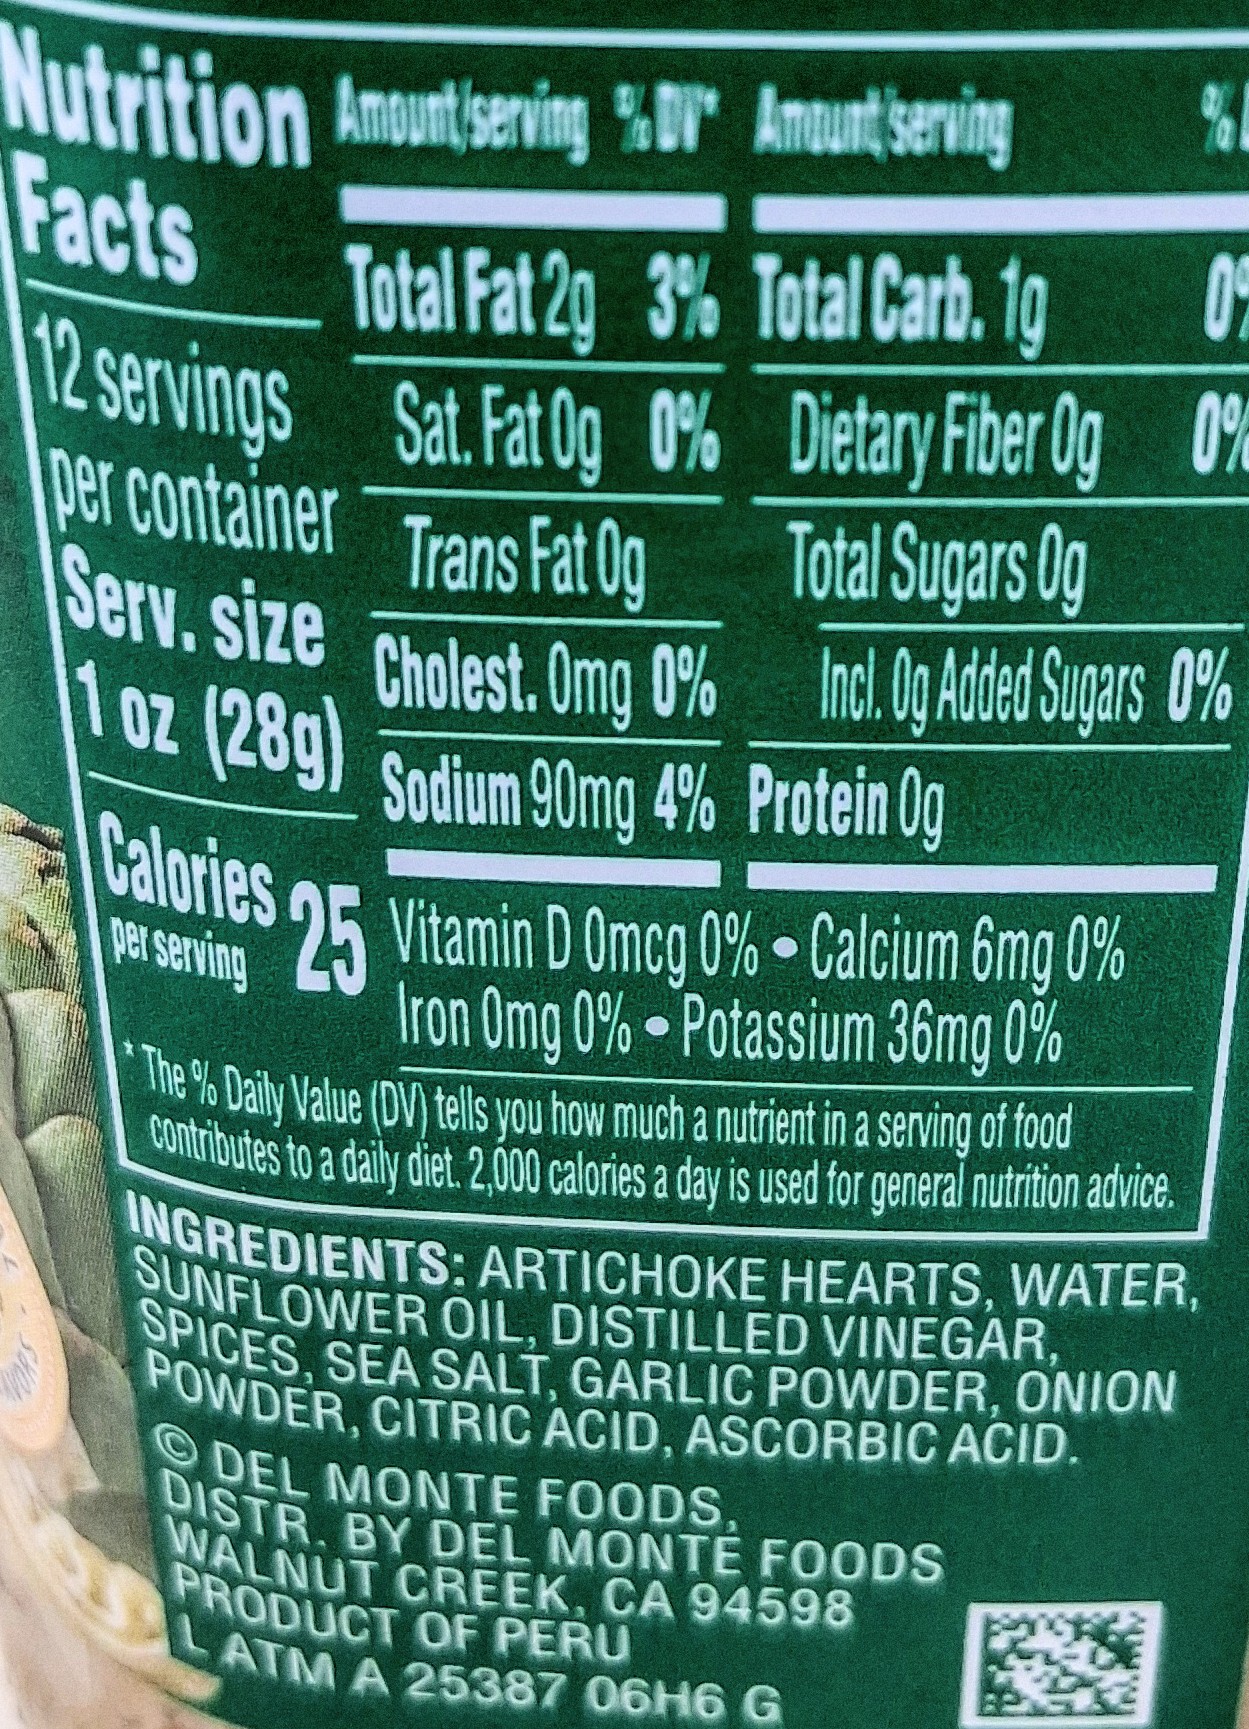 Nutrition
Facts
12 servings
per container
Serv. size
1 oz (28g)
Calories 25
per serving
Amount/serving %DV*
Total Fat 2g 3%
Sat. Fat 0g 0%
Trans Fat 0g
Cholest. 0mg 0%
Sodium 90mg 4%
Amount/serving
Total Carb. 1g 0%
Dietary Fiber 0g 0%
Total Sugars 0g
Incl. 0g Added Sugars 0%
Protein 0g
Vitamin D 0mcg 0% • Calcium 6mg 0%
Iron 0mg 0% • Potassium 36mg 0%
* The % Daily Value (DV) tells you how much a nutrient in a serving of food
contributes to a daily diet. 2,000 calories a day is used for general nutrition advice.
INGREDIENTS: ARTICHOKE HEARTS, WATER,
SUNFLOWER OIL, DISTILLED VINEGAR,
SPICES, SEA SALT, GARLIC POWDER, ONION
POWDER, CITRIC ACID, ASCORBIC ACID.
© DEL MONTE FOODS.
DISTR. BY DEL MONTE FOODS
WALNUT CREEK, CA 94598
PRODUCT OF PERU
L ATM A 25387 06H6 G